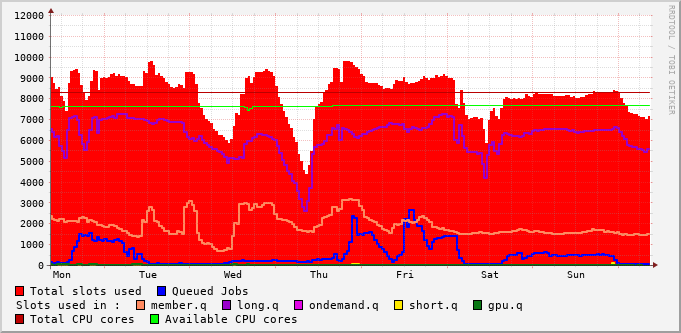 12000
11000
10000
9000
8000
7000
6000
5000
4000
3000
2000
1000
0
Mon Tue Wed Thu Fri Sat Sun
Total slots used Queued Jobs
Slots used in : member.q long.q ondemand.q short.q gpu.q
Total CPU cores Available CPU cores
RRDTOOL / TOBI OETIKER